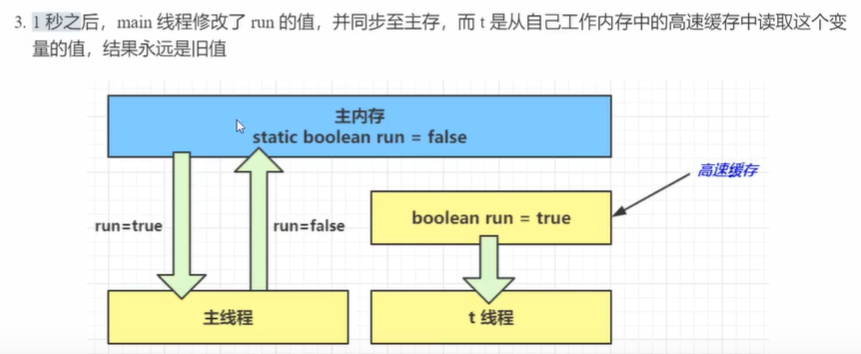 3. 1 秒之后，main 线程修改了 run 的值，并同步至主存，而 t 是从自己工作内存中的高速缓存中读取这个变
量的值，结果永远是旧值
主内存
static boolean run = false
高速缓存
run=true
run=false
boolean run = true
主线程
t 线程